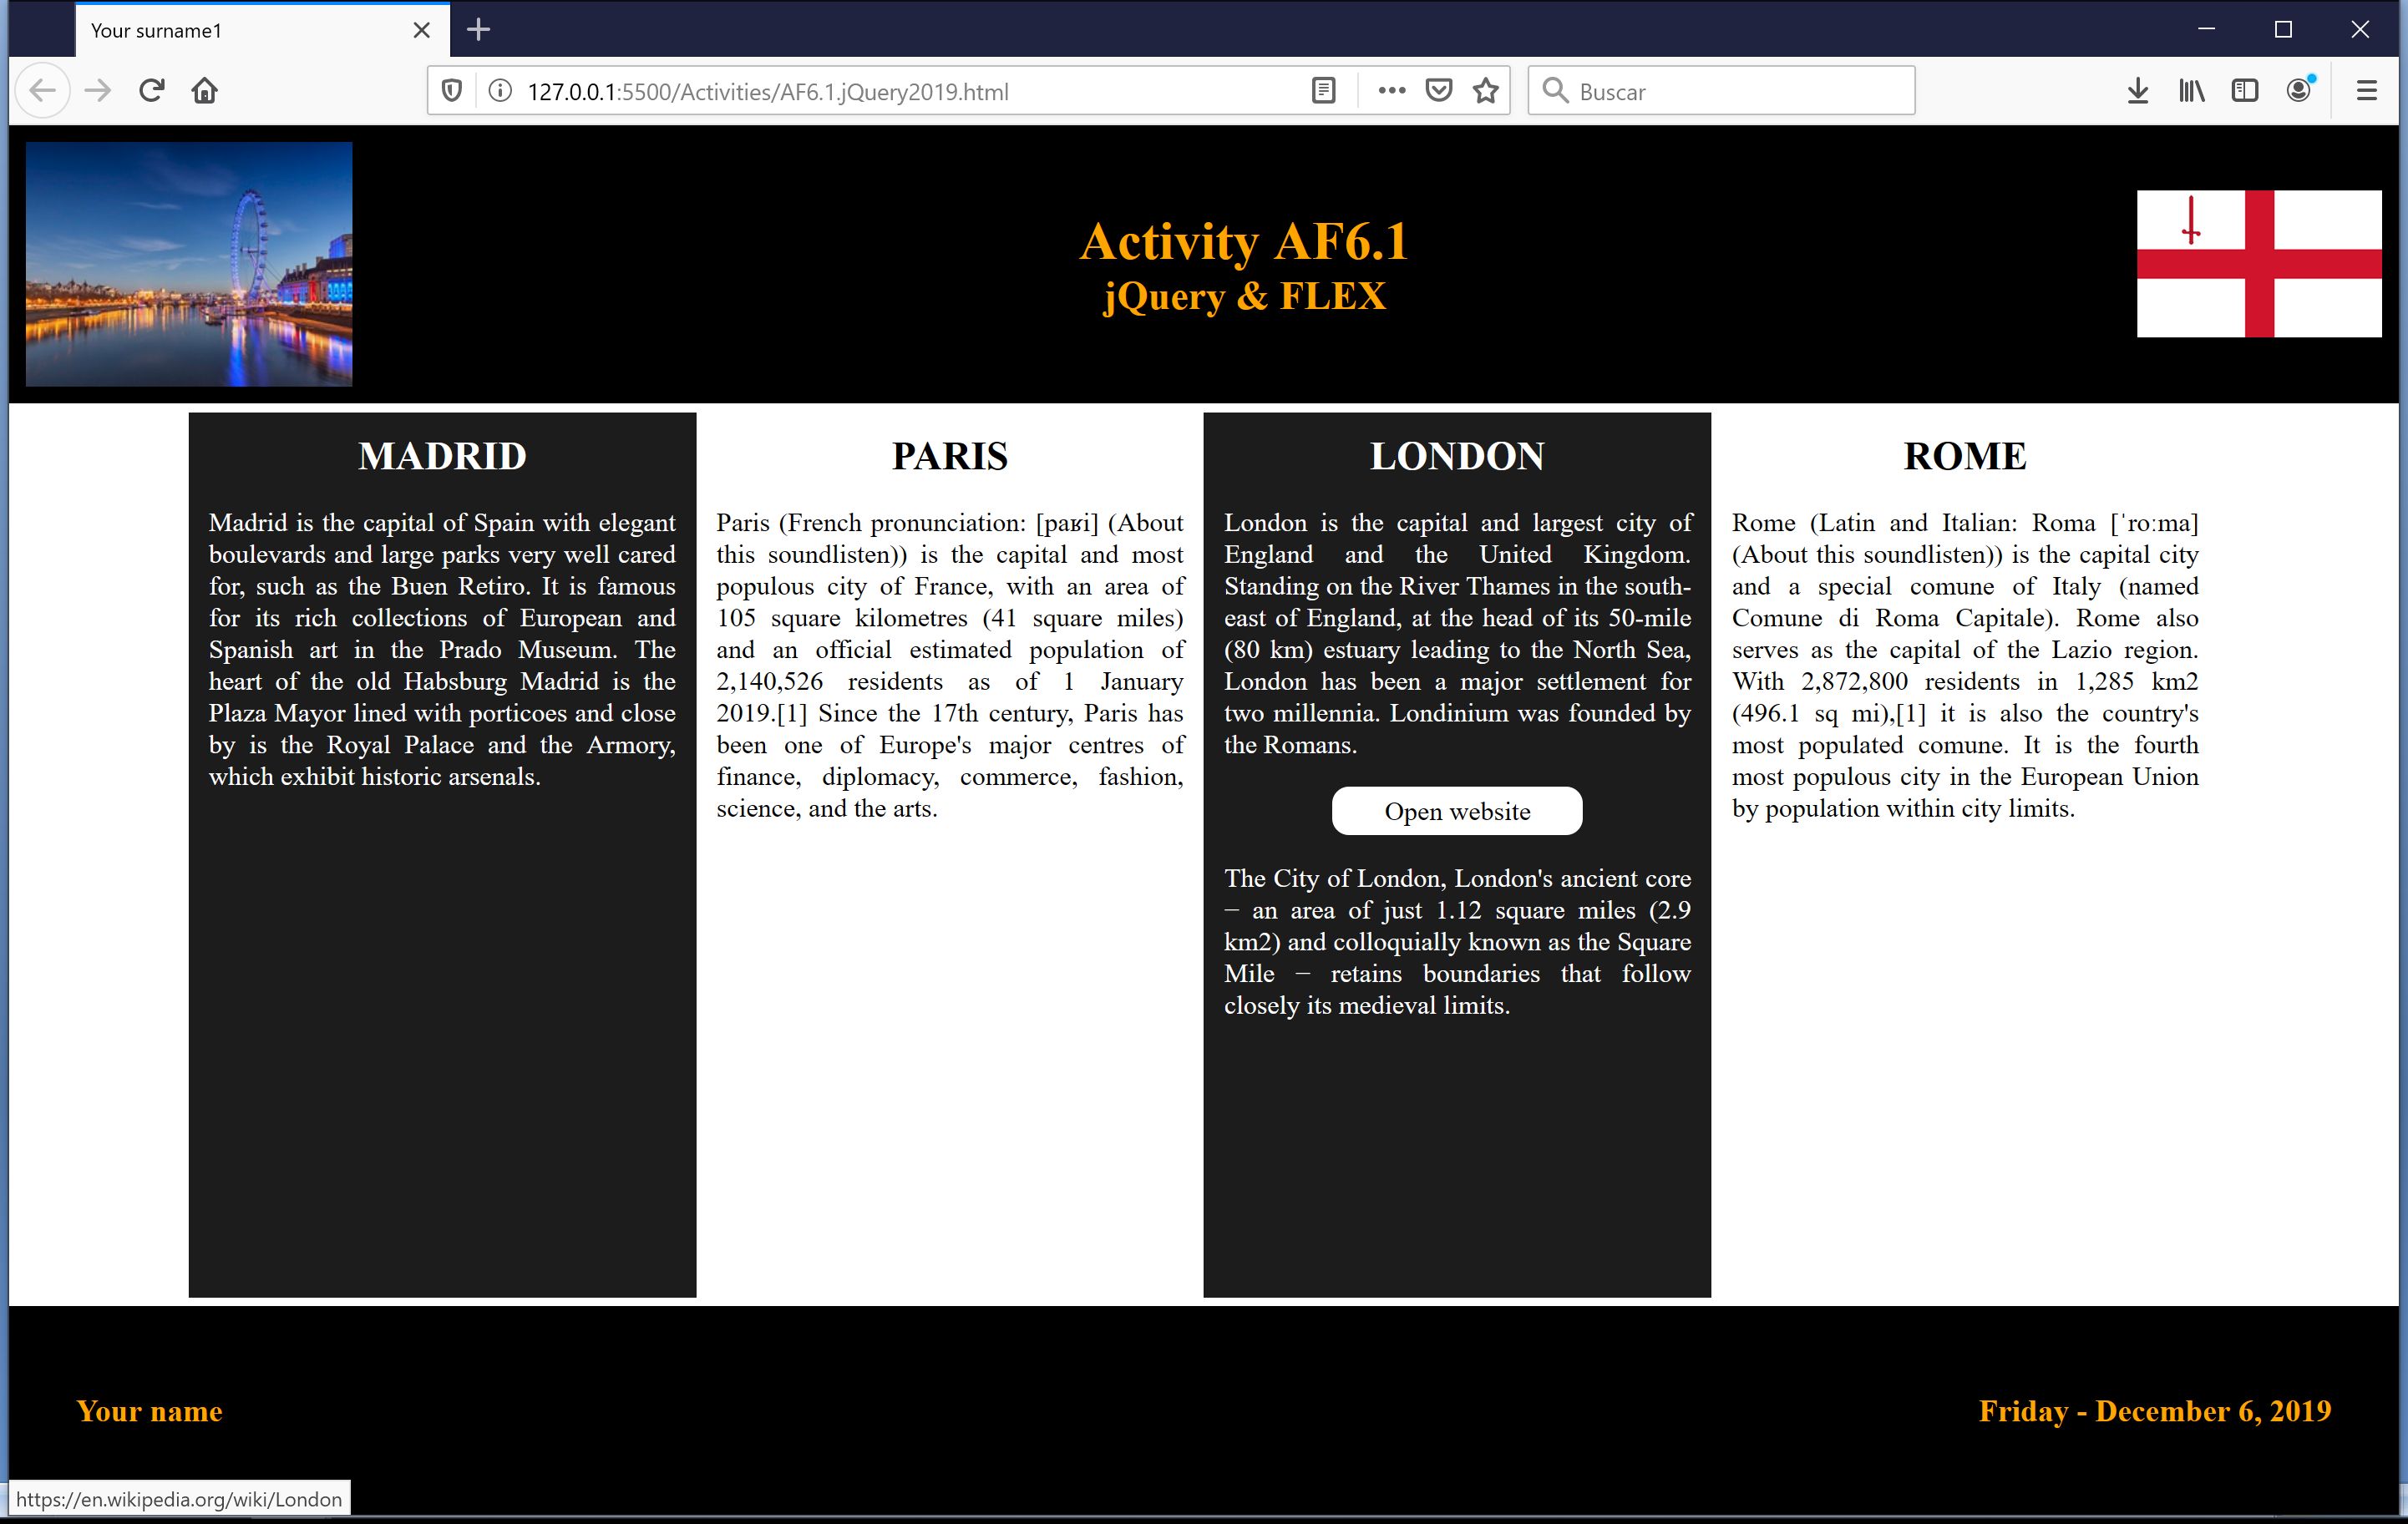 Your surname1
127.0.0.1:5500/Activities/AF6.1.jQuery2019.html
Buscar
Activity AF6.1
jQuery & FLEX
MADRID
Madrid is the capital of Spain with elegant
boulevards and large parks very well cared
for, such as the Buen Retiro. It is famous
for its rich collections of European and
Spanish art in the Prado Museum. The
heart of the old Habsburg Madrid is the
Plaza Mayor lined with porticoes and close
by is the Royal Palace and the Armory,
which exhibit historic arsenals.
PARIS
Paris (French pronunciation: [paʁi] (About
this soundlisten)) is the capital and most
populous city of France, with an area of
105 square kilometres (41 square miles)
and an official estimated population of
2,140,526 residents as of 1 January
2019.[1] Since the 17th century, Paris has
been one of Europe's major centres of
finance, diplomacy, commerce, fashion,
science, and the arts.
LONDON
London is the capital and largest city of
England and the United Kingdom.
Standing on the River Thames in the south-
east of England, at the head of its 50-mile
(80 km) estuary leading to the North Sea,
London has been a major settlement for
two millennia. Londinium was founded by
the Romans.
Open website
The City of London, London's ancient core
− an area of just 1.12 square miles (2.9
km2) and colloquially known as the Square
Mile − retains boundaries that follow
closely its medieval limits.
ROME
Rome (Latin and Italian: Roma [ˈroːma]
(About this soundlisten)) is the capital city
and a special comune of Italy (named
Comune di Roma Capitale). Rome also
serves as the capital of the Lazio region.
With 2,872,800 residents in 1,285 km2
(496.1 sq mi),[1] it is also the country's
most populated comune. It is the fourth
most populous city in the European Union
by population within city limits.
Your name
Friday - December 6, 2019
https://en.wikipedia.org/wiki/London